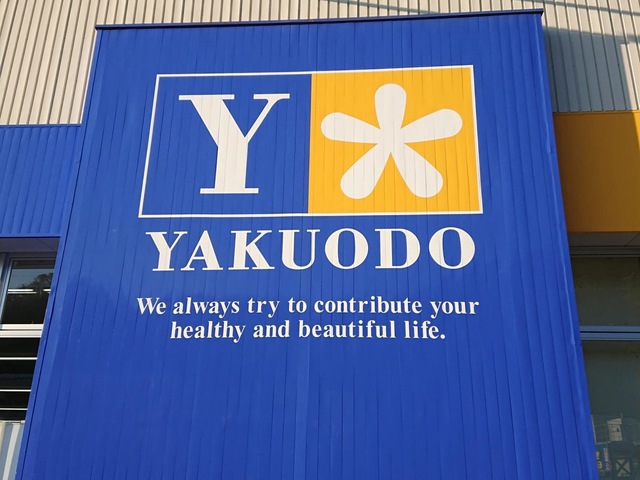 Y
YAKUODO
We always try to contribute your
healthy and beautiful life.